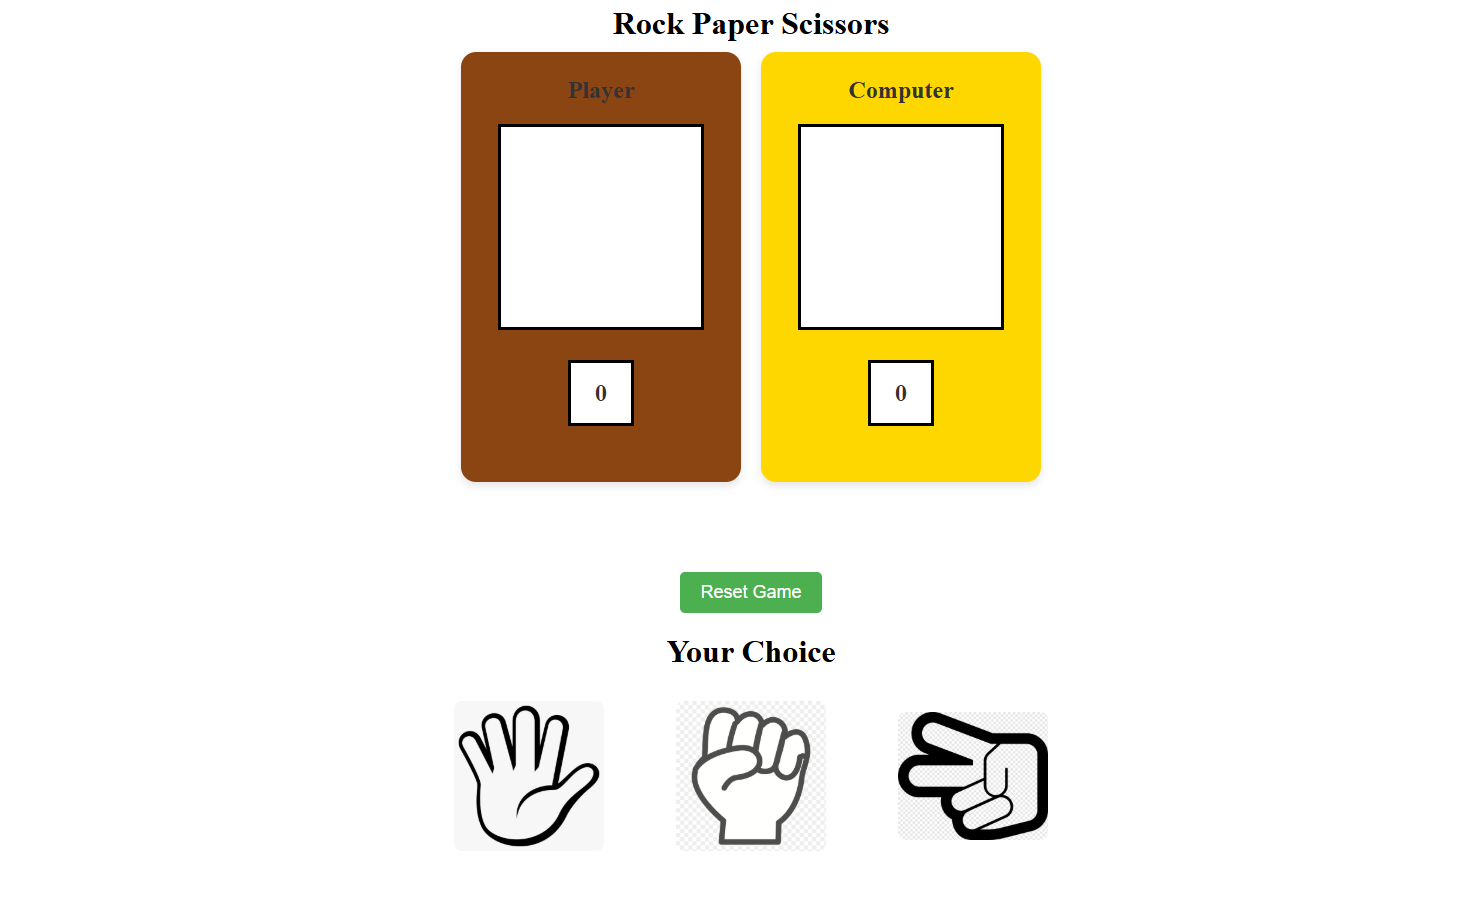 Rock Paper Scissors
Player
Computer
0
0
Reset Game
Your Choice